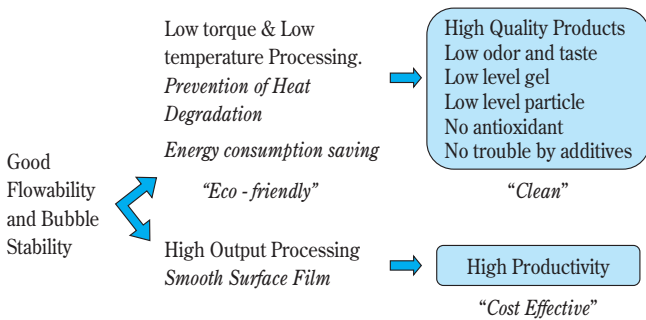 Good
Flowability
and Bubble
Stability
Low torque & Low
temperature Processing.
Prevention of Heat
Degradation
Energy consumption saving
“Eco - friendly”
High Quality Products
Low odor and taste
Low level gel
Low level particle
No antioxidant
No trouble by additives
“Clean”
High Output Processing
Smooth Surface Film
High Productivity
“Cost Effective”